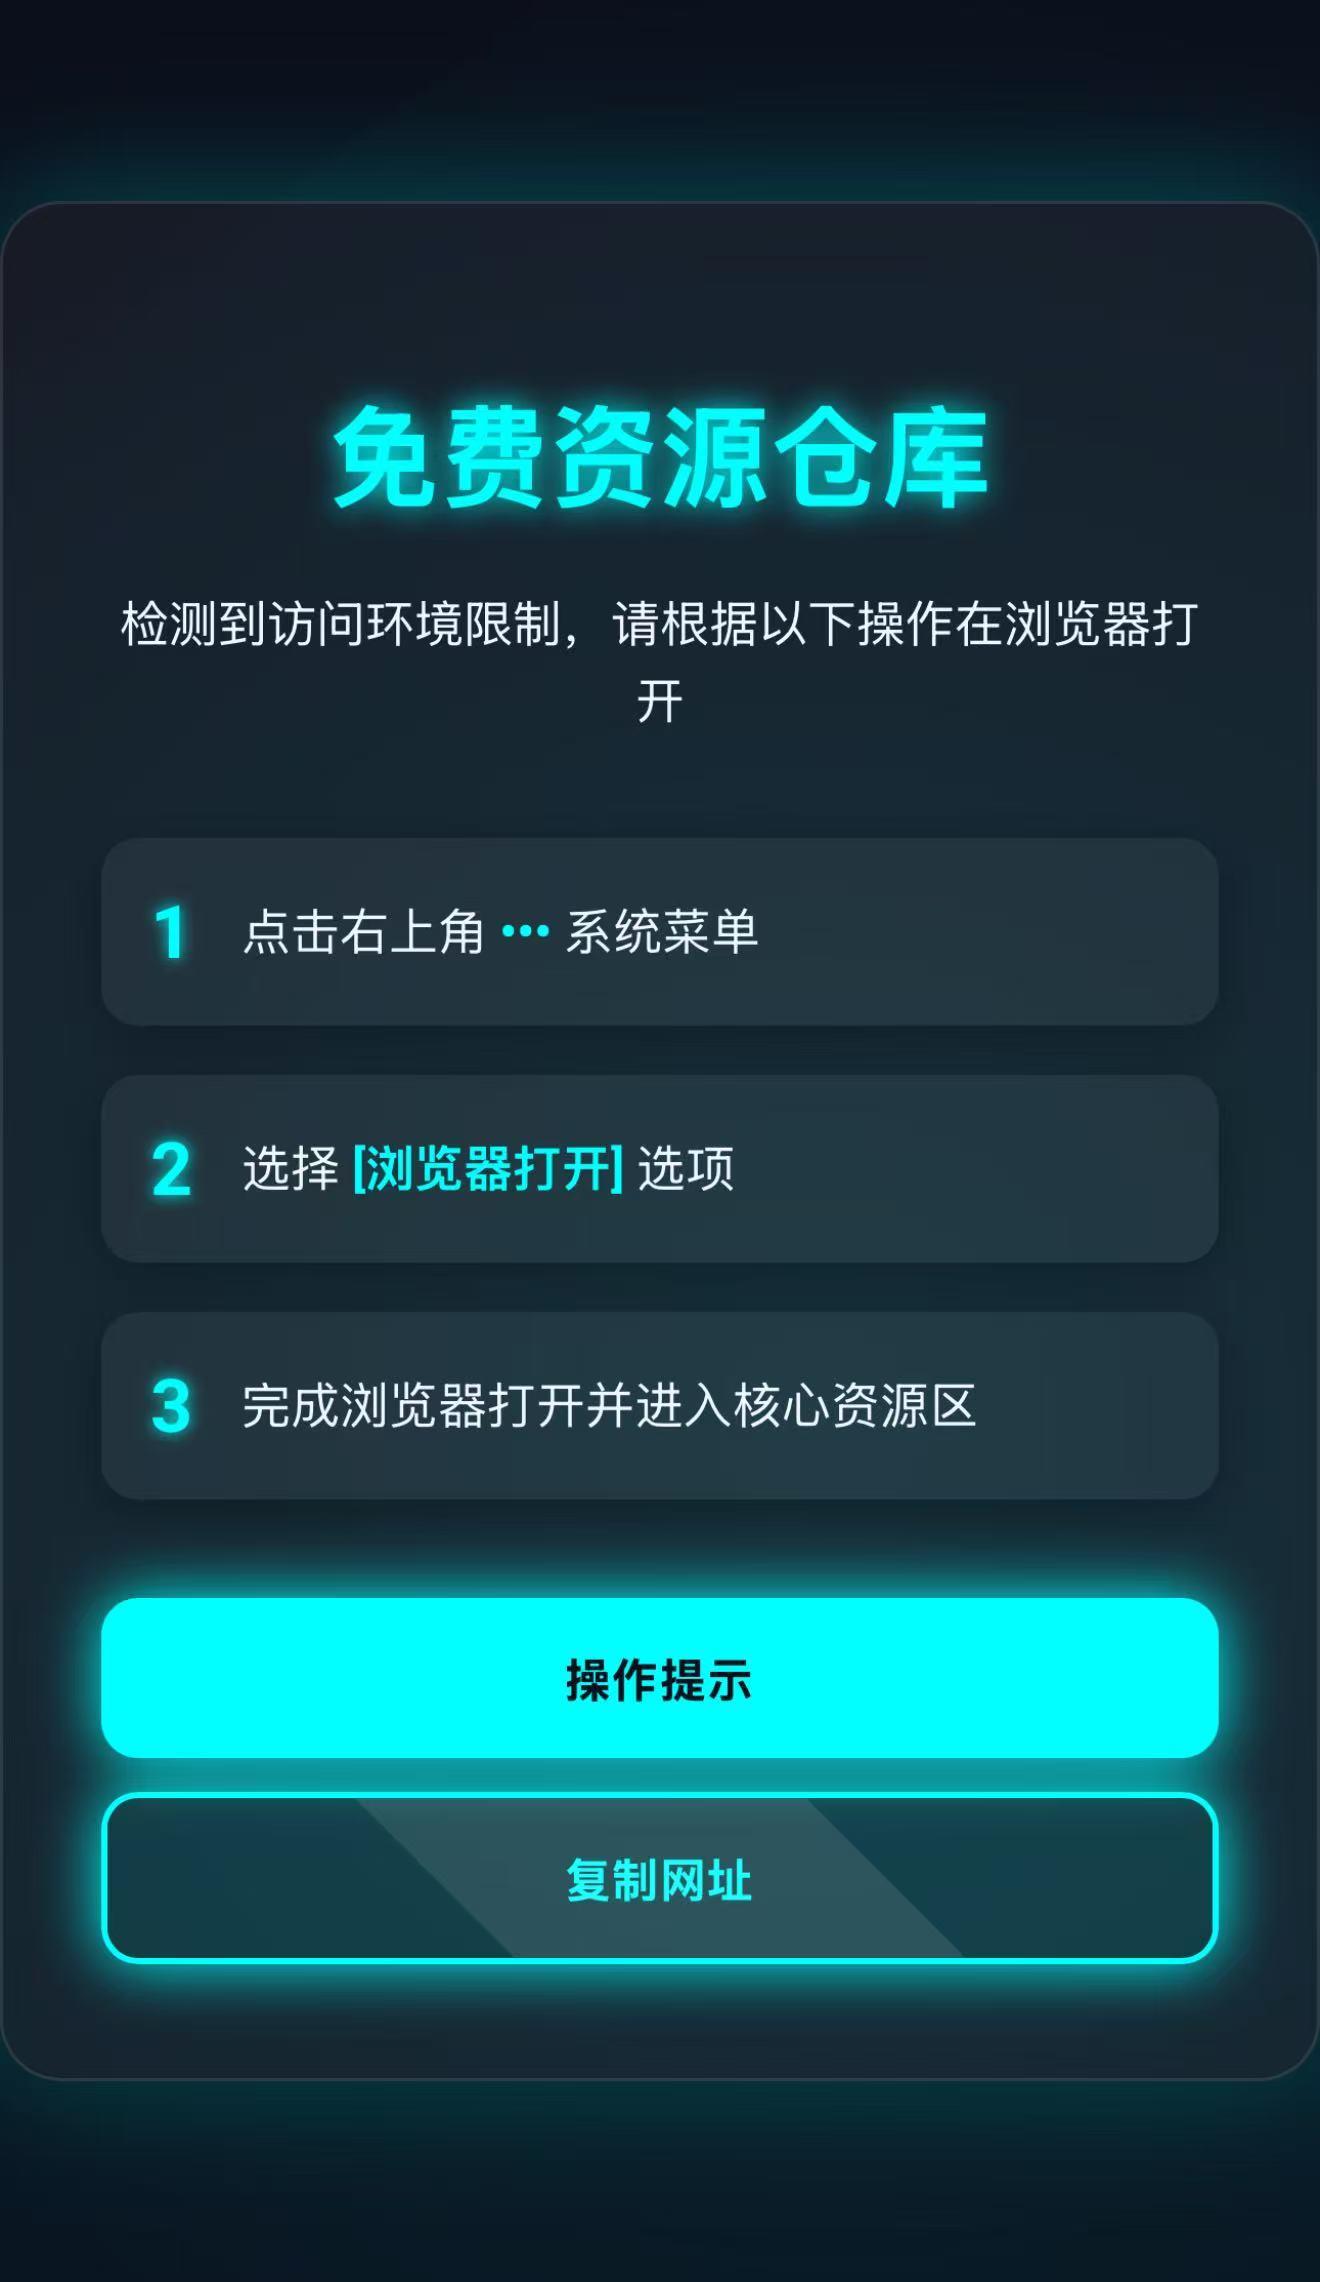 免费资源仓库
检测到访问环境限制，请根据以下操作在浏览器打
开
1 点击右上角 ••• 系统菜单
2 选择 [浏览器打开] 选项
3 完成浏览器打开并进入核心资源区
操作提示
复制网址